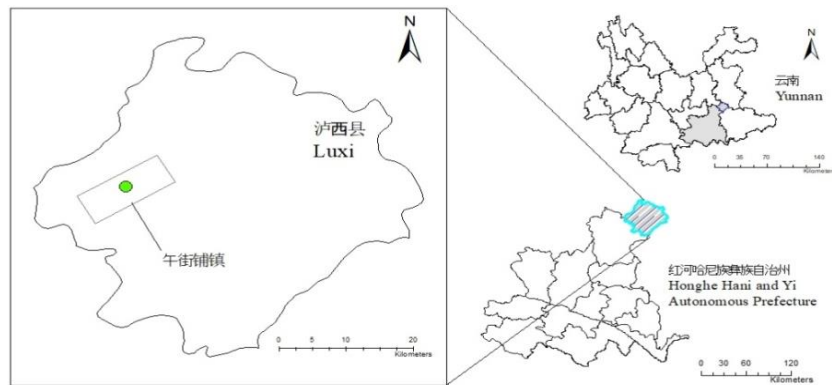 N
泸西县
Luxi
午街铺镇
0 5 10 20
Kilometers
N
云南
Yunnan
0 35 70 140
Kilometers
红河哈尼族彝族自治州
Honghe Hani and Yi
Autonomous Prefecture
0 30 60 120
Kilometers